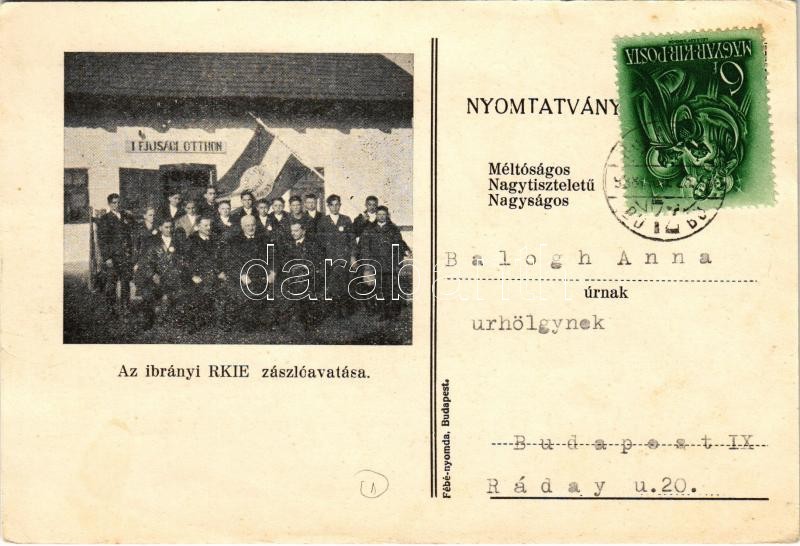 IFJUSÁGI OTTHON
Az ibrányi RKIE zászlóavatása.
Fébé-nyomda, Budapest.
MAGYAR·KIR·POSTA
6f
NYOMTATVÁNY
Méltóságos
Nagytiszteletű
Nagyságos
Balogh Anna
úrnak
urhölgynek
Budapest IX
Ráday u.20.